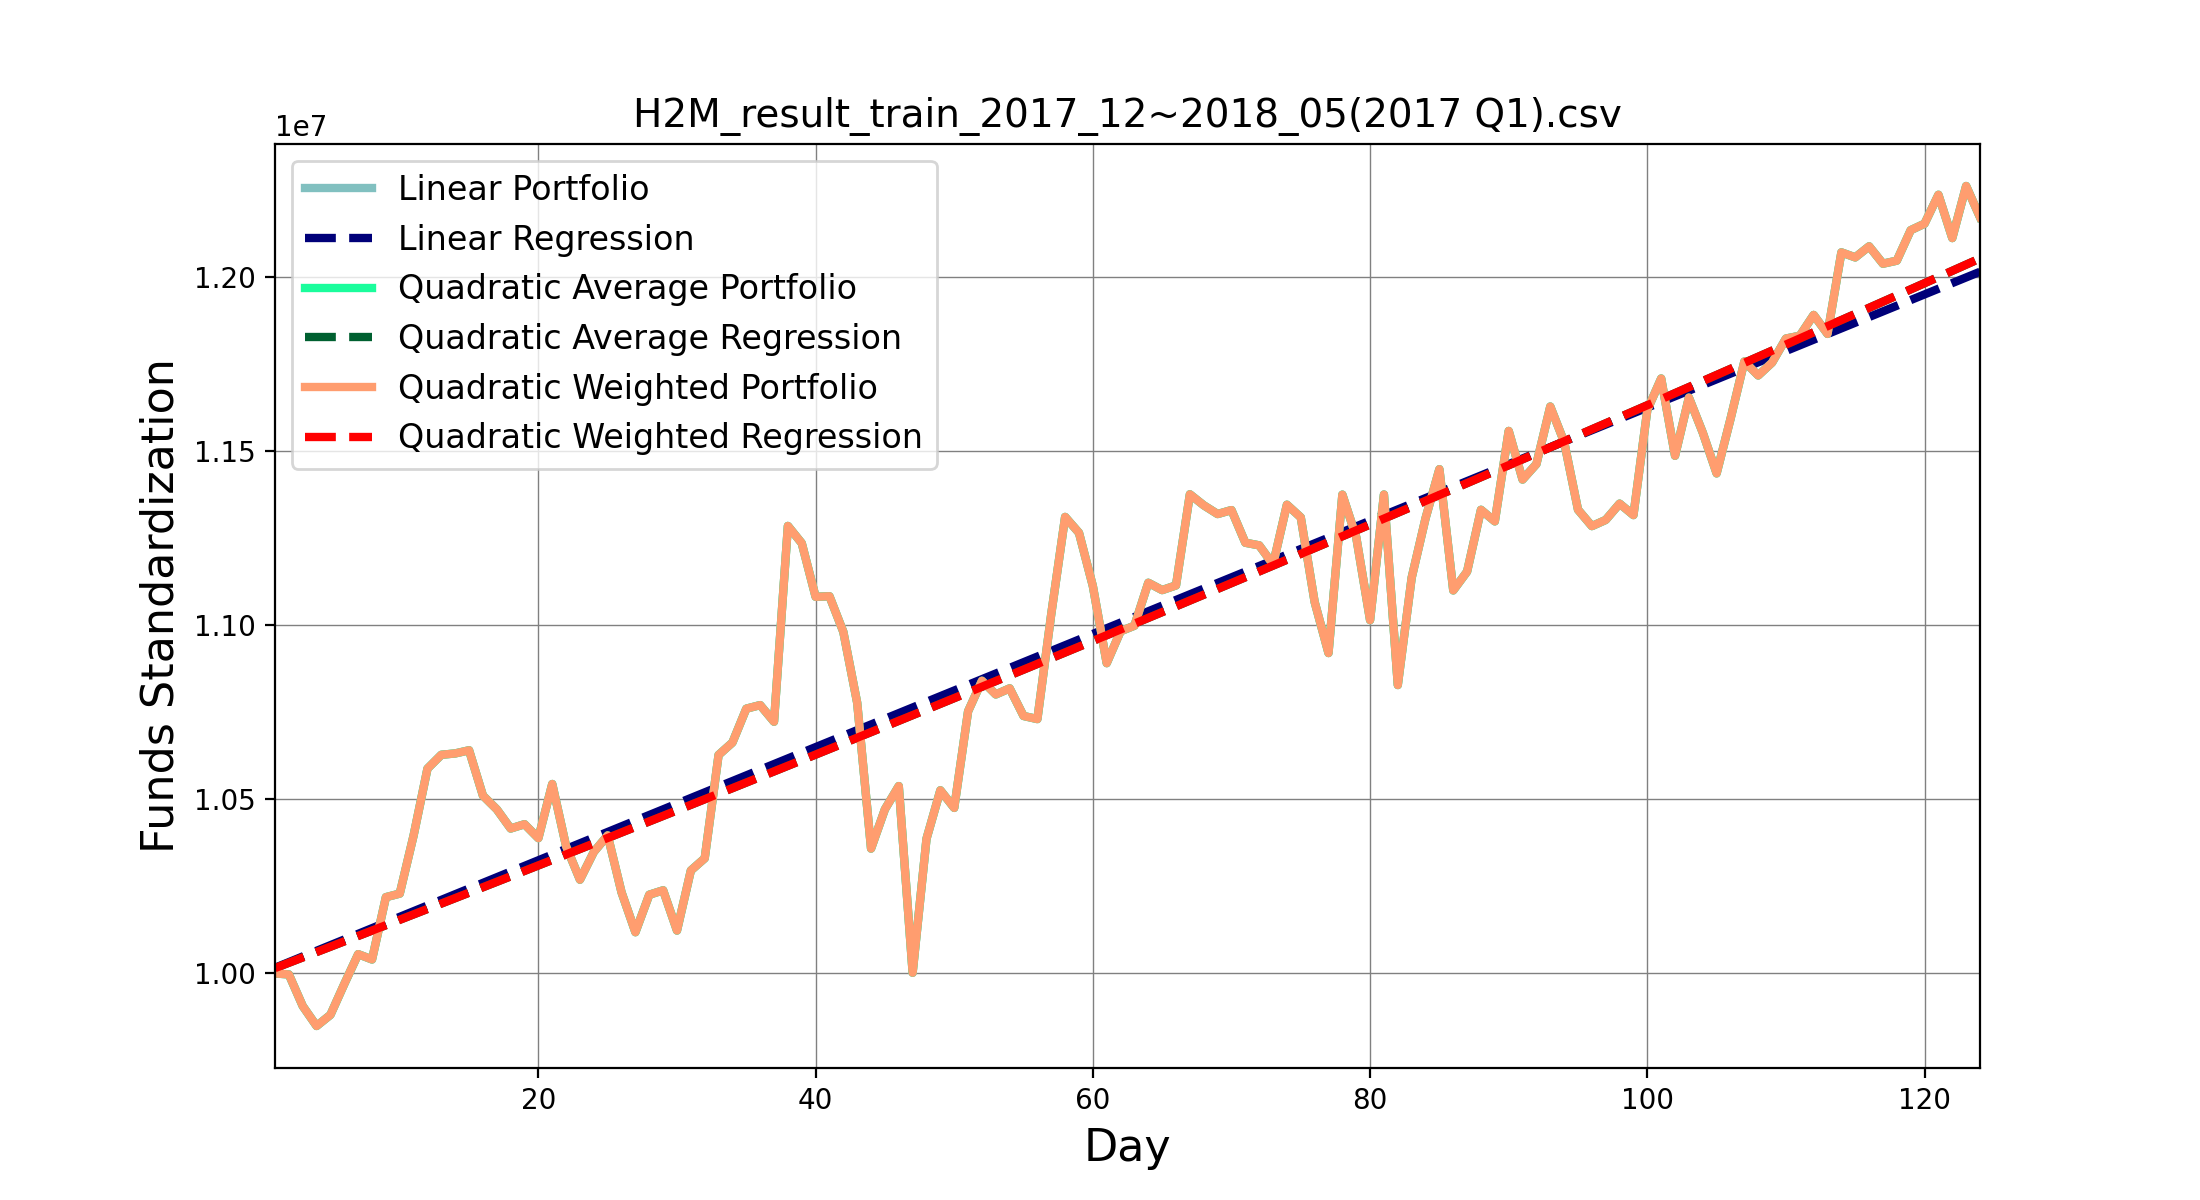 H2M_result_train_2017_12~2018_05(2017 Q1).csv
1e7
Linear Portfolio
Linear Regression
Quadratic Average Portfolio
Quadratic Average Regression
Quadratic Weighted Portfolio
Quadratic Weighted Regression
Funds Standardization
1.20
1.15
1.10
1.05
1.00
20 40 60 80 100 120
Day